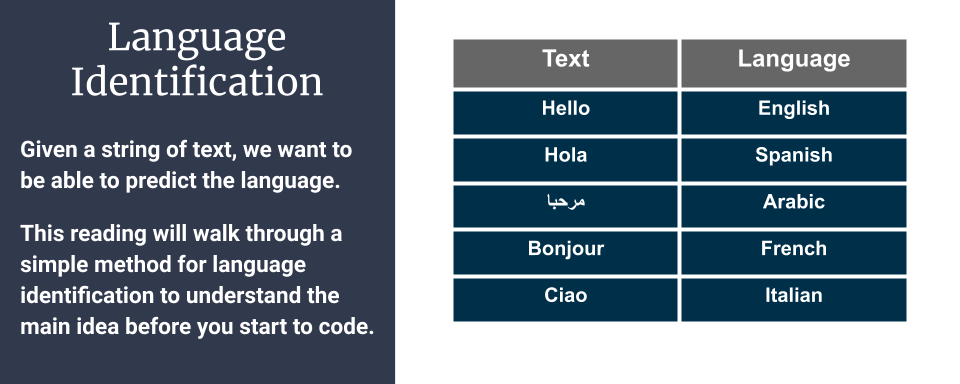 Language
Identification
Given a string of text, we want to
be able to predict the language.
This reading will walk through a
simple method for language
identification to understand the
main idea before you start to code.
Text Language
Hello English
Hola Spanish
مرحبا Arabic
Bonjour French
Ciao Italian